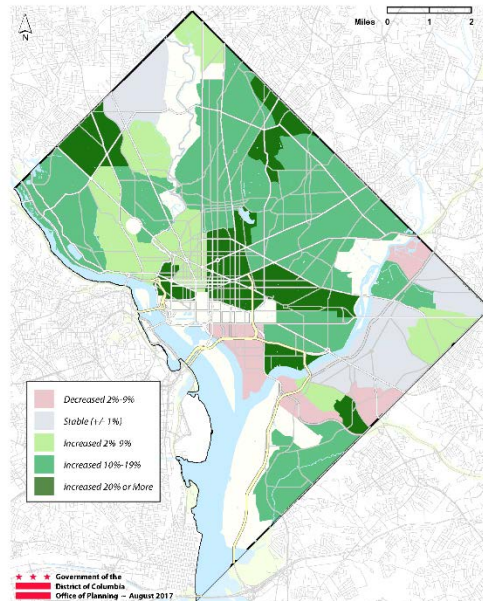 N
Miles 0 1 2
Decreased 2%-9%
Stable (+/- 1%)
Increased 2%-9%
Increased 10%-19%
Increased 20% or More
Government of the
District of Columbia
Office of Planning ~ August 2017